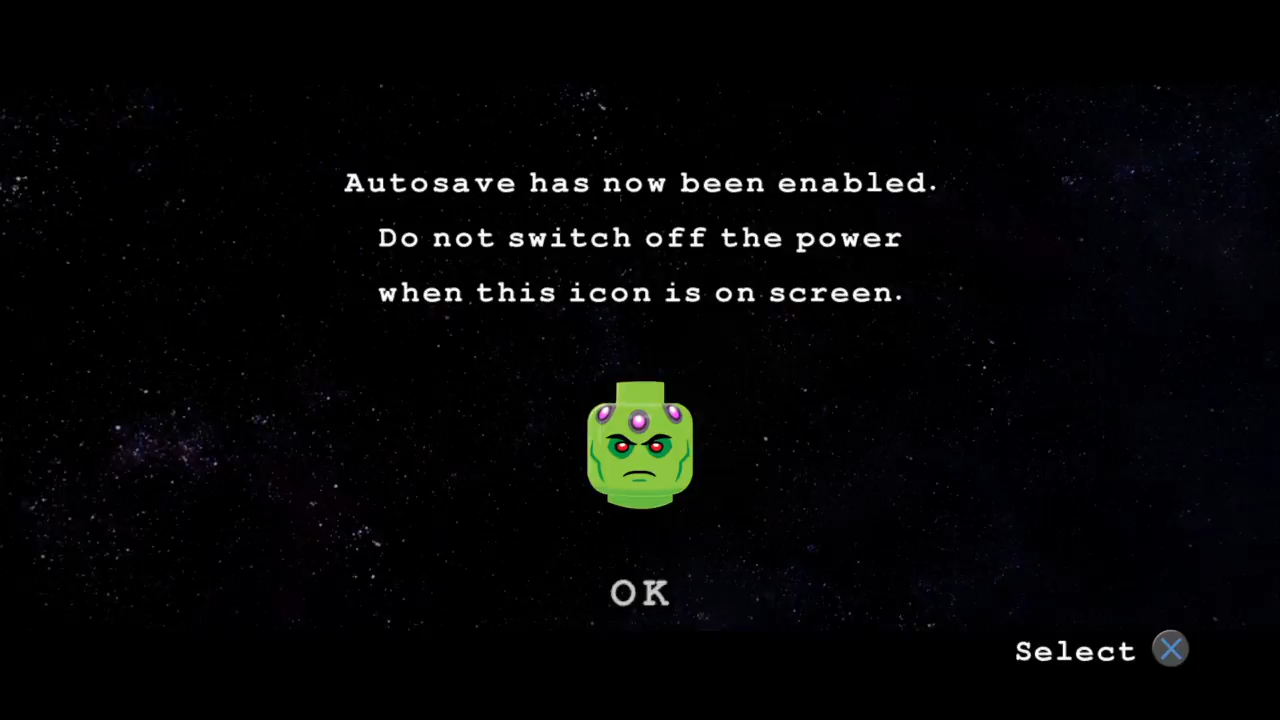 Autosave has now been enabled.
Do not switch off the power
when this icon is on screen.
OK
Select